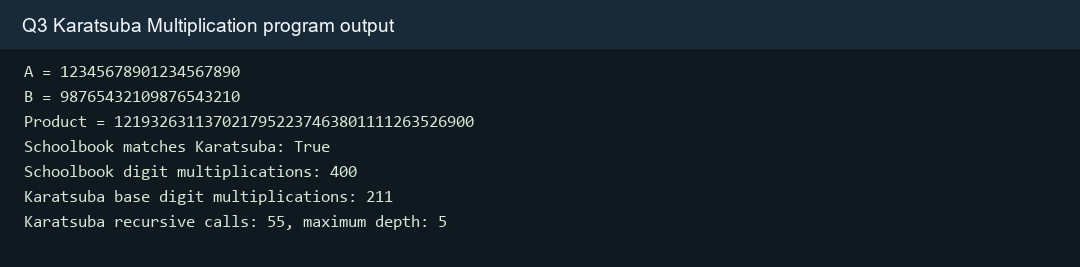 Q3 Karatsuba Multiplication program output
A = 12345678901234567890
B = 98765432109876543210
Product = 1219326311370217952237463801111263526900
Schoolbook matches Karatsuba: True
Schoolbook digit multiplications: 400
Karatsuba base digit multiplications: 211
Karatsuba recursive calls: 55, maximum depth: 5